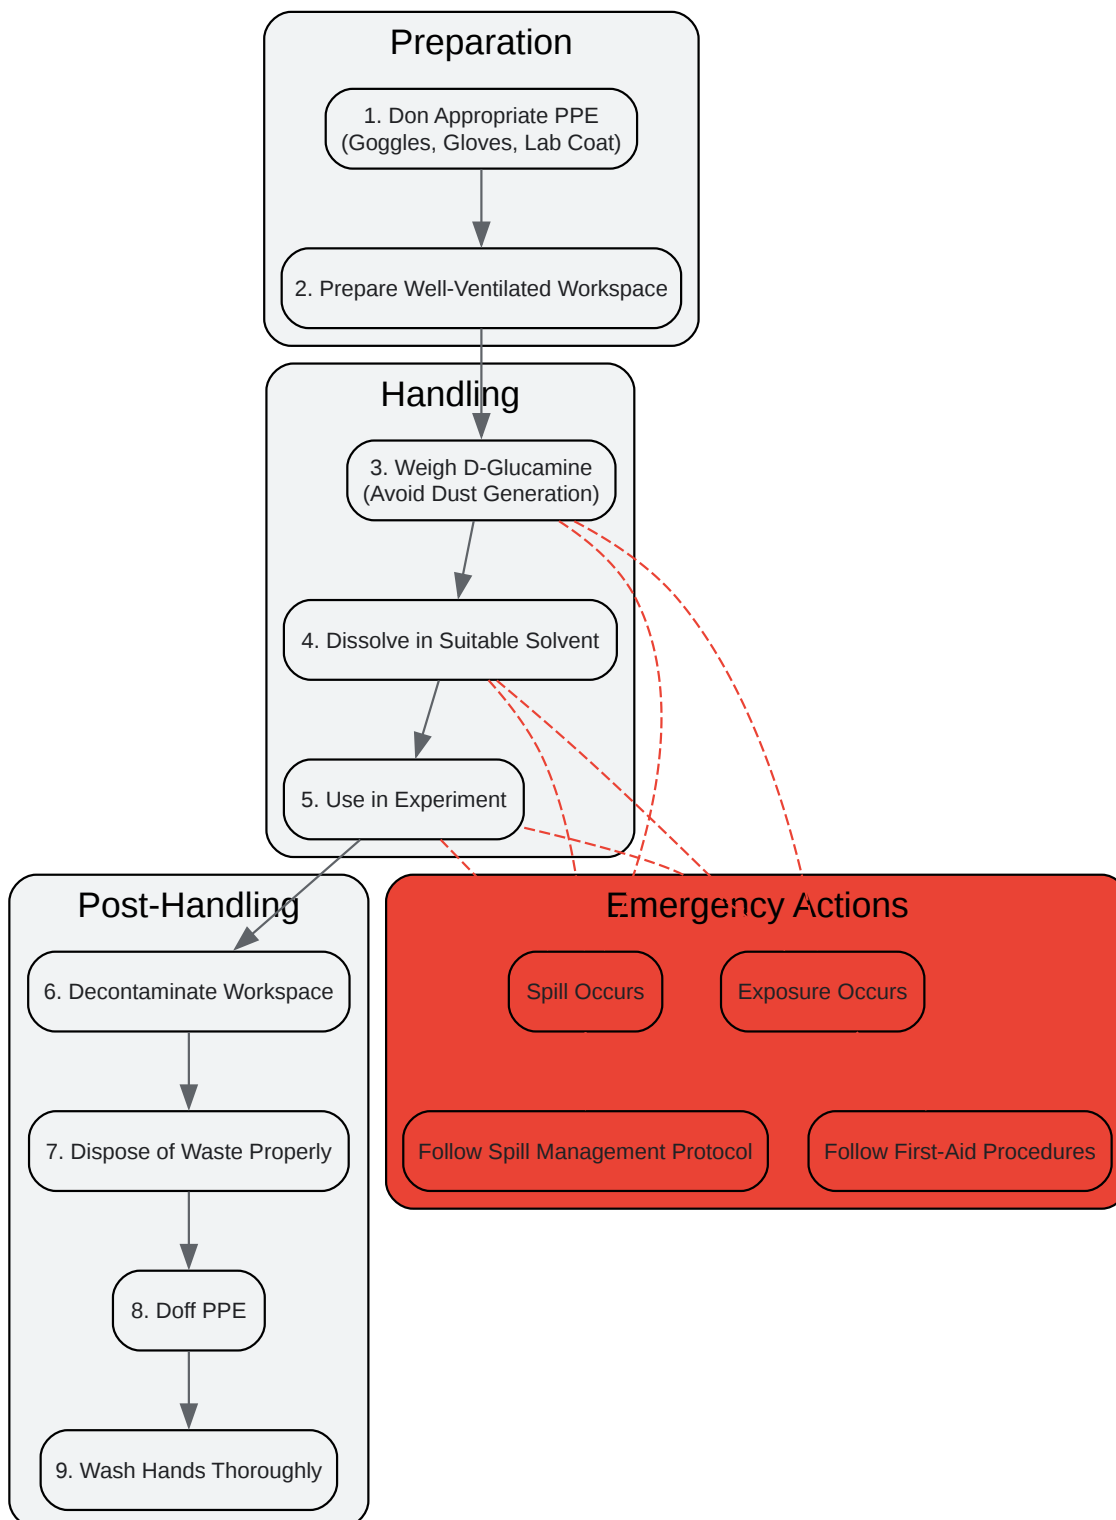 Preparation
1. Don Appropriate PPE
(Goggles, Gloves, Lab Coat)
2. Prepare Well-Ventilated Workspace
Handling
3. Weigh D-Glucamine
(Avoid Dust Generation)
4. Dissolve in Suitable Solvent
5. Use in Experiment
Post-Handling
6. Decontaminate Workspace
7. Dispose of Waste Properly
8. Doff PPE
9. Wash Hands Thoroughly
Emergency Actions
Spill Occurs
Exposure Occurs
Follow Spill Management Protocol
Follow First-Aid Procedures